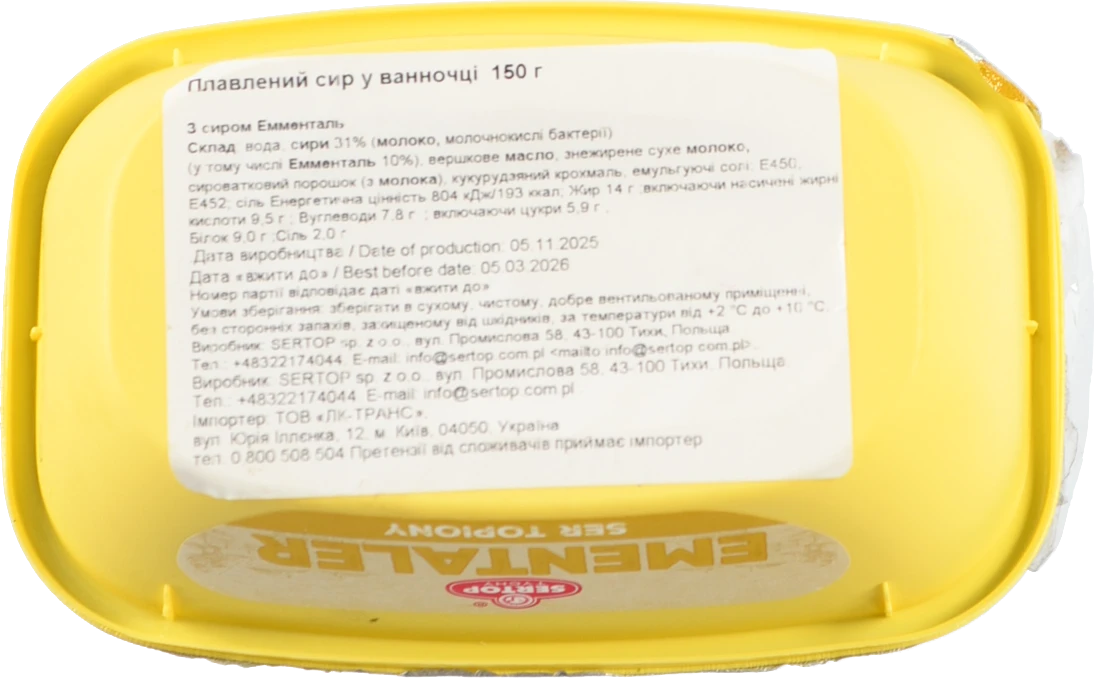 Плавлений сир у ванночці 150 г
З сиром Емменталь
Склад: вода, сири 31% (молоко, молочнокислі бактерії)
(у тому числі Емменталь 10%), вершкове масло, знежирене сухе молоко,
сироватковий порошок (з молока), кукурудзяний крохмаль, емульгуючі солі: Е450,
Е452; сіль Енергетична цінність 804 кДж/193 ккал; Жир 14 г ;включаючи насичені жирні
кислоти 9,5 г ; Вуглеводи 7,8 г ; включаючи цукри 5,9 г ;
Білок 9,0 г ;Сіль 2,0 г
Дата виробництва / Date of production: 05.11.2025
Дата «вжити до» / Best before date: 05.03.2026
Номер партії відповідає даті «вжити до»
Умови зберігання: зберігати в сухому, чистому, добре вентильованому приміщенні,
без сторонніх запахів, захищеному від шкідників, за температури від +2 °C до +10 °C.
Виробник: SERTOP sp. z o.o., вул. Промислова 58, 43-100 Тихи, Польща
Тел.: +48322174044, E-mail: info@sertop.com.pl <mailto:info@sertop.com.pl>.
Виробник: SERTOP sp. z o.o., вул. Промислова 58, 43-100 Тихи, Польща
Тел.: +48322174044, E-mail: info@sertop.com.pl
Імпортер: ТОВ «ЛК-ТРАНС»,
вул. Юрія Іллєнка, 12, м. Київ, 04050, Україна
тел. 0 800 508 504 Претензії від споживачів приймає імпортер
SER TOPIONY
EMENTALER
SERTOP
TYCHY
®